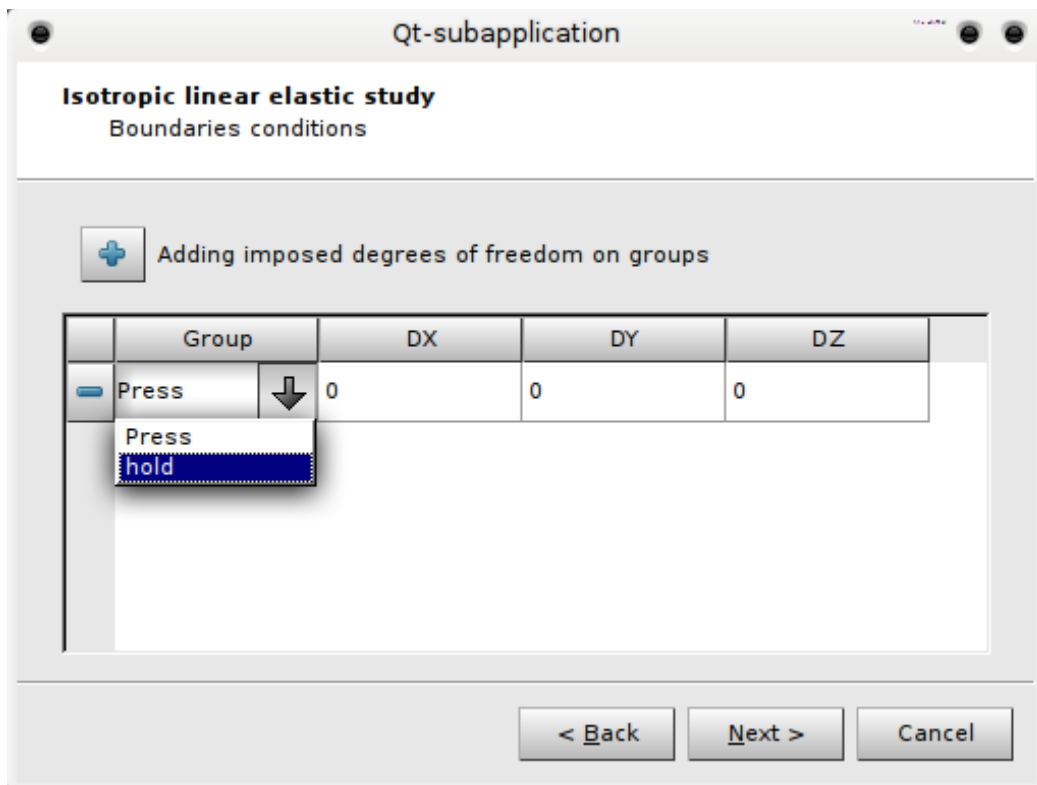 Qt-subapplication
Isotropic linear elastic study
Boundaries conditions
Adding imposed degrees of freedom on groups
Group DX DY DZ
Press 0 0 0
Press
hold
< Back Next > Cancel